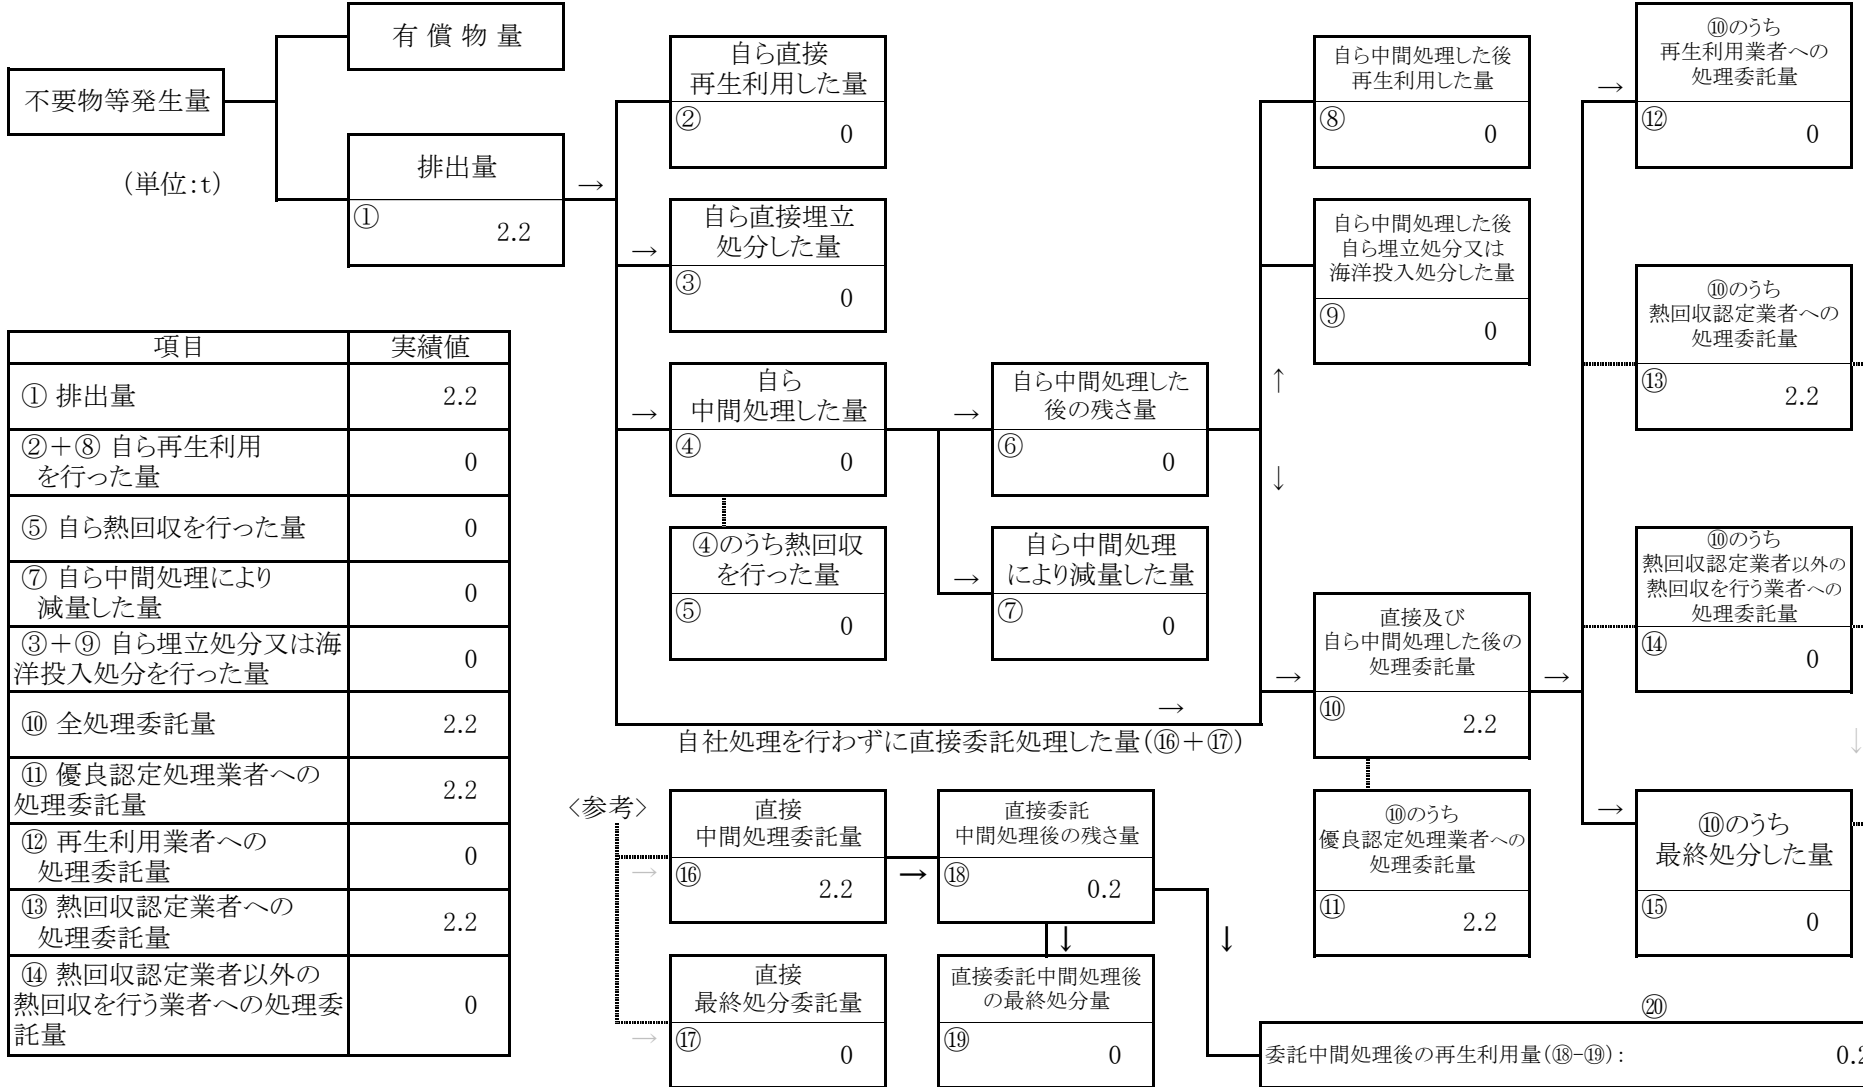 有 償 物 量
不要物等発生量
(単位:t)
排出量
①
2.2
→
自ら直接
再生利用した量
②
0
→
自ら直接埋立
処分した量
③
0
→
自ら
中間処理した量
④
0
④のうち熱回収
を行った量
⑤
0
→
自ら中間処理した
後の残さ量
⑥
0
→
自ら中間処理
により減量した量
⑦
0
↑
↓
自ら中間処理した後
再生利用した量
⑧
0
自ら中間処理した後
自ら埋立処分又は
海洋投入処分した量
⑨
0
→
自社処理を行わずに直接委託処理した量(⑯＋⑰)
→
直接及び
自ら中間処理した後の
処理委託量
⑩
2.2
⑩のうち
優良認定処理業者への
処理委託量
⑪
2.2
→
→
⑩のうち
再生利用業者への
処理委託量
⑫
0
⑩のうち
熱回収認定業者への
処理委託量
⑬
2.2
⑩のうち
熱回収認定業者以外の
熱回収を行う業者への
処理委託量
⑭
0
↓
→
⑩のうち
最終処分した量
⑮
0
項目 実績値
① 排出量 2.2
②＋⑧ 自ら再生利用
を行った量 0
⑤ 自ら熱回収を行った量 0
⑦ 自ら中間処理により
減量した量 0
③＋⑨ 自ら埋立処分又は海
洋投入処分を行った量 0
⑩ 全処理委託量 2.2
⑪ 優良認定処理業者への
処理委託量 2.2
⑫ 再生利用業者への
処理委託量 0
⑬ 熱回収認定業者への
処理委託量 2.2
⑭ 熱回収認定業者以外の
熱回収を行う業者への処理委
託量 0
〈参考〉
→
直接
中間処理委託量
⑯
2.2
→
直接委託
中間処理後の残さ量
⑱
0.2
↓
↓
→
直接
最終処分委託量
⑰
0
直接委託中間処理後
の最終処分量
⑲
0
⑳
委託中間処理後の再生利用量(⑱-⑲): 0.2